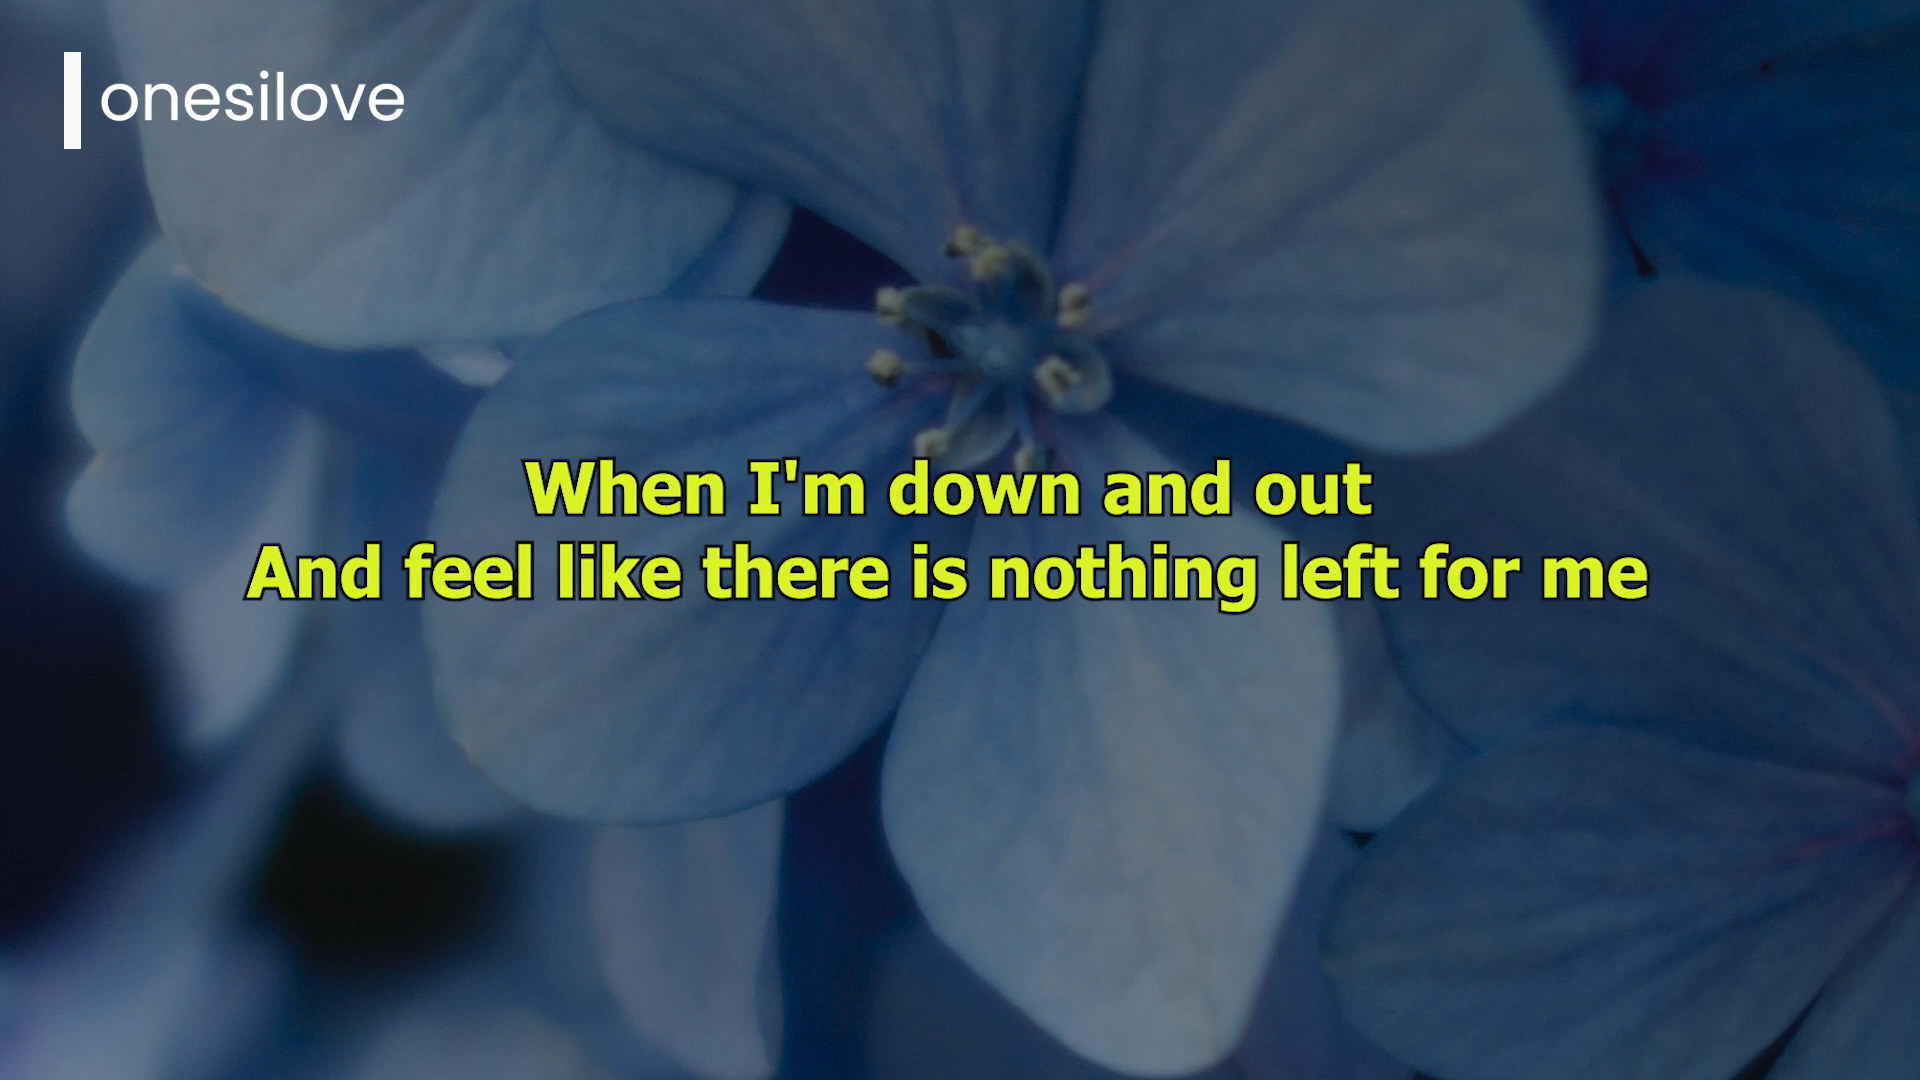 onesilove
When I'm down and out
And feel like there is nothing left for me